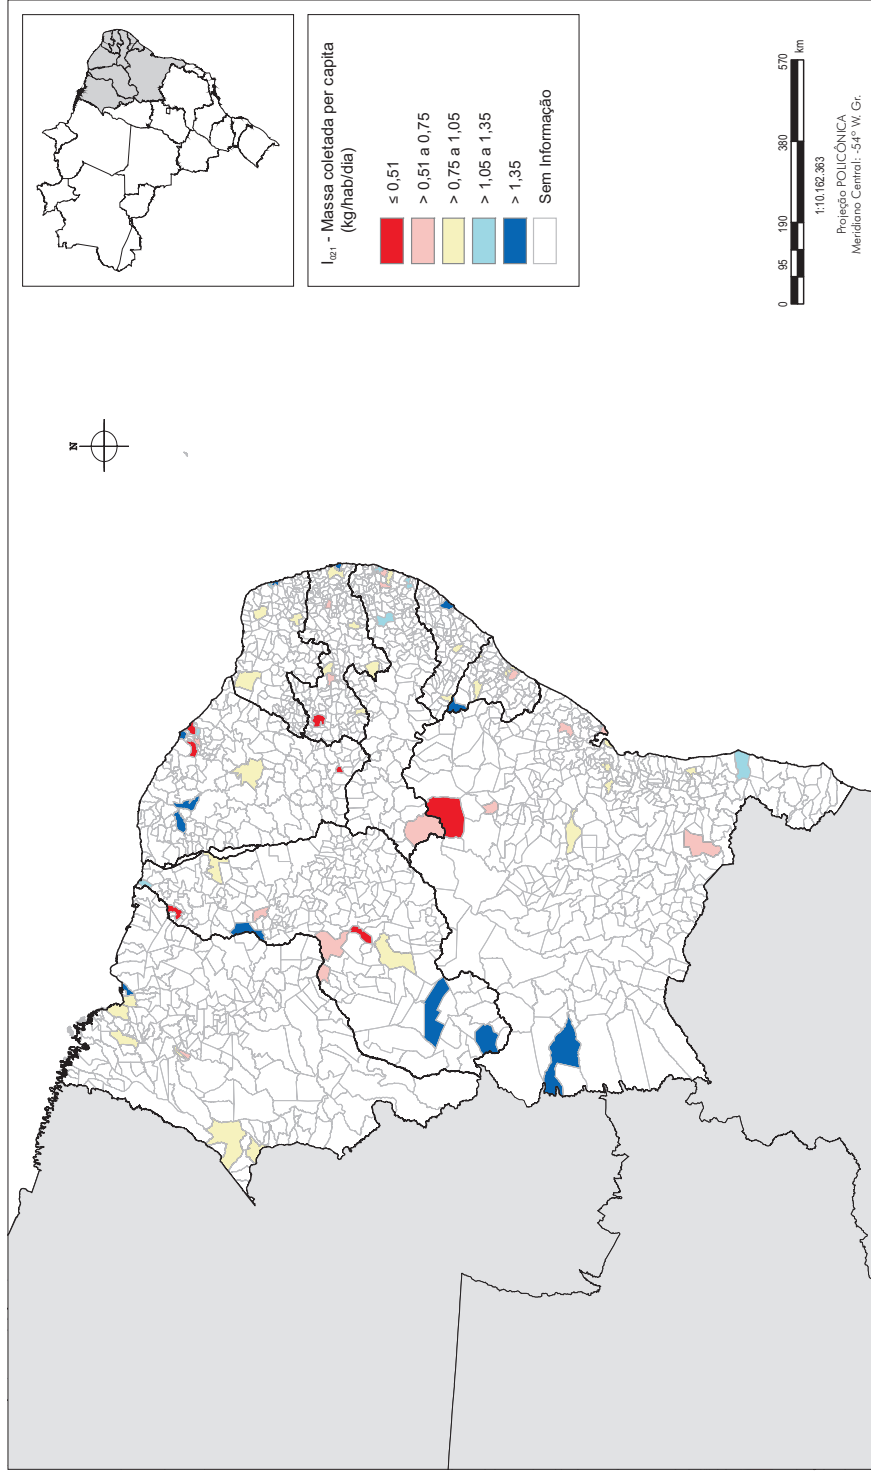 N
I₀₂₁ - Massa coletada per capita
(kg/hab/dia)
≤ 0,51
> 0,51 a 0,75
> 0,75 a 1,05
> 1,05 a 1,35
> 1,35
Sem Informação
0 95 190 380 570
km
1:10.162.363
Projeção POLICÔNICA
Meridiano Central: -54° W. Gr.